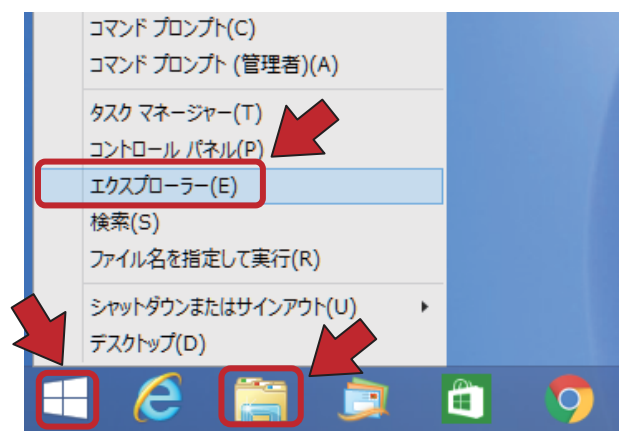 コマンド プロンプト(C)
コマンド プロンプト (管理者)(A)
タスク マネージャー(T)
コントロール パネル(P)
エクスプローラー(E)
検索(S)
ファイル名を指定して実行(R)
シャットダウンまたはサインアウト(U)
デスクトップ(D)